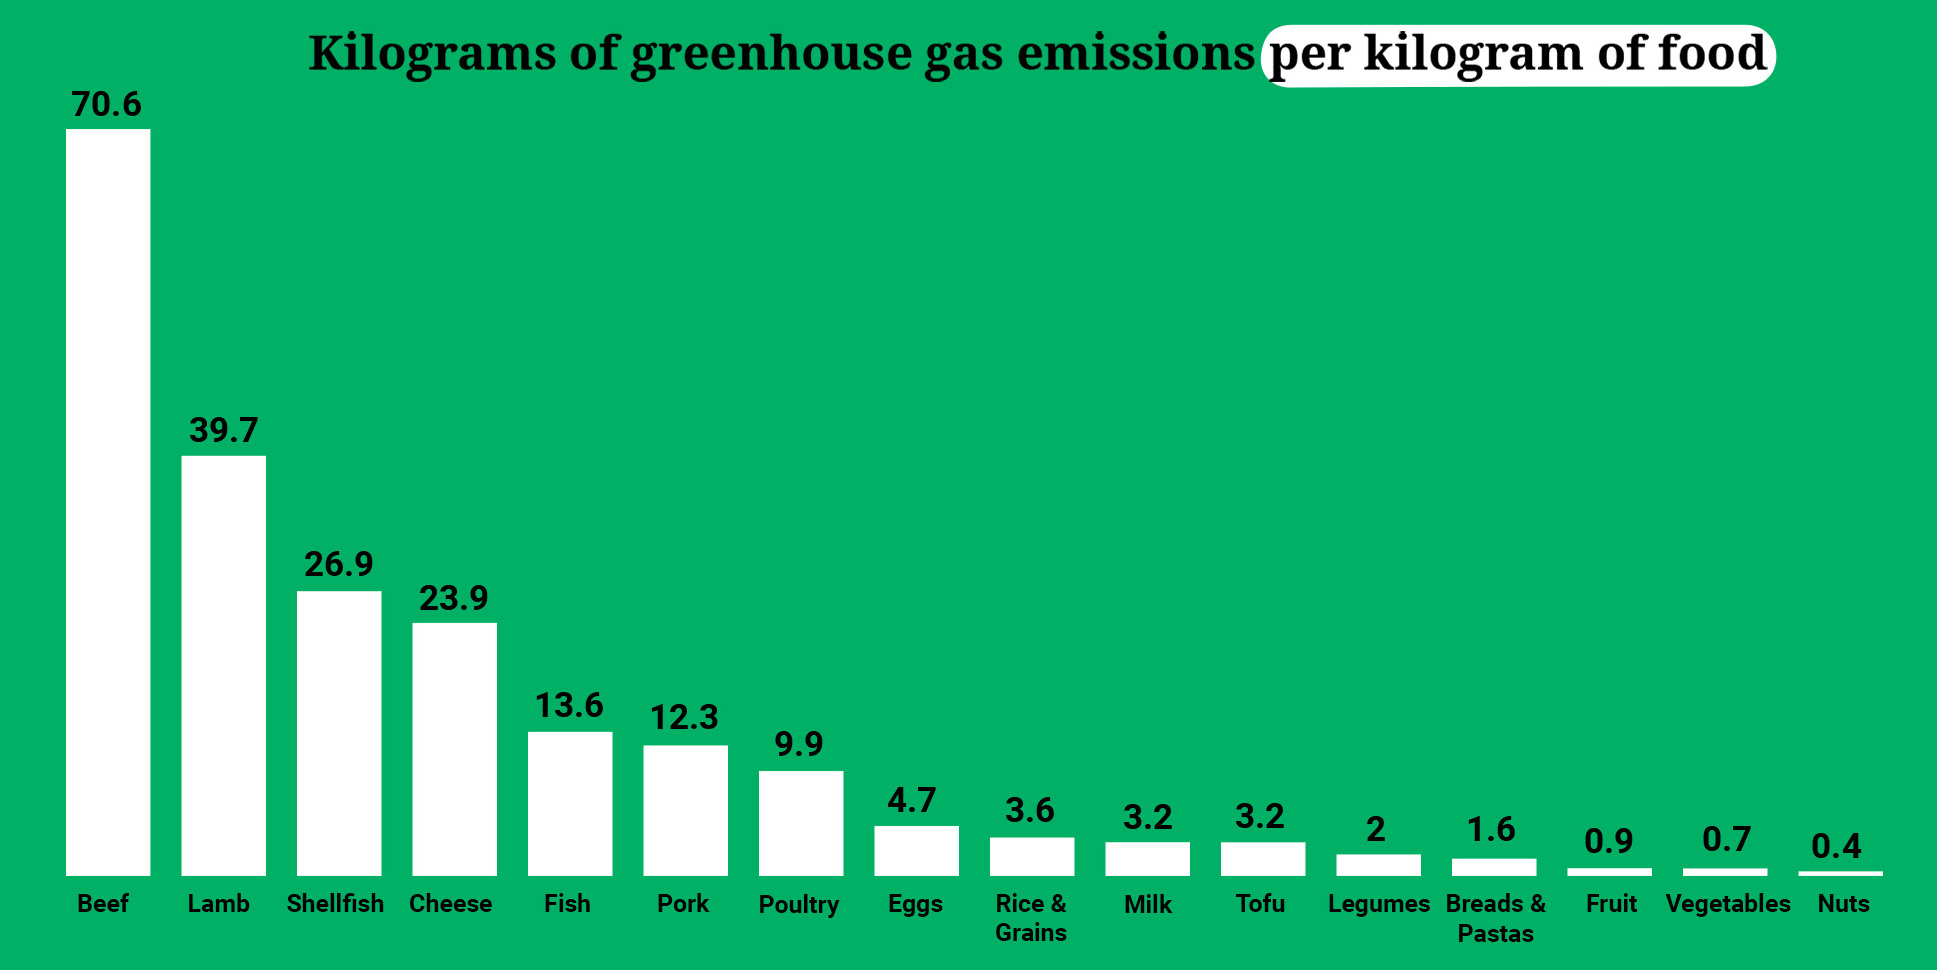 Kilograms of greenhouse gas emissions per kilogram of food
70.6
39.7
26.9
23.9
13.6
12.3
9.9
4.7
3.6
3.2
3.2
2
1.6
0.9
0.7
0.4
Beef
Lamb
Shellfish
Cheese
Fish
Pork
Poultry
Eggs
Rice &
Grains
Milk
Tofu
Legumes
Breads &
Pastas
Fruit
Vegetables
Nuts